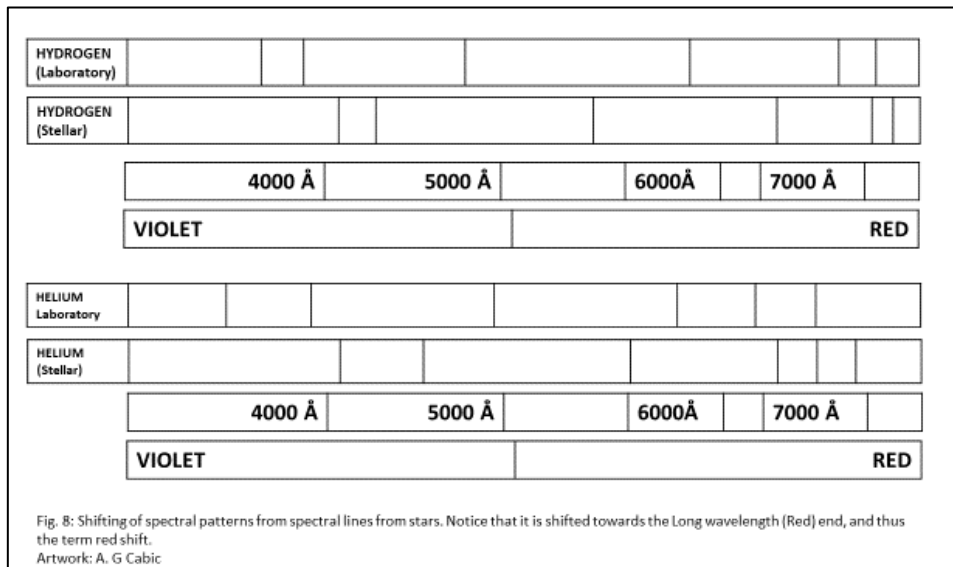 HYDROGEN
(Laboratory)
HYDROGEN
(Stellar)
4000 Å 5000 Å 6000Å 7000 Å
VIOLET RED
HELIUM
Laboratory
HELIUM
(Stellar)
4000 Å 5000 Å 6000Å 7000 Å
VIOLET RED
Fig. 8: Shifting of spectral patterns from spectral lines from stars. Notice that it is shifted towards the Long wavelength (Red) end, and thus
the term red shift.
Artwork: A. G Cabic